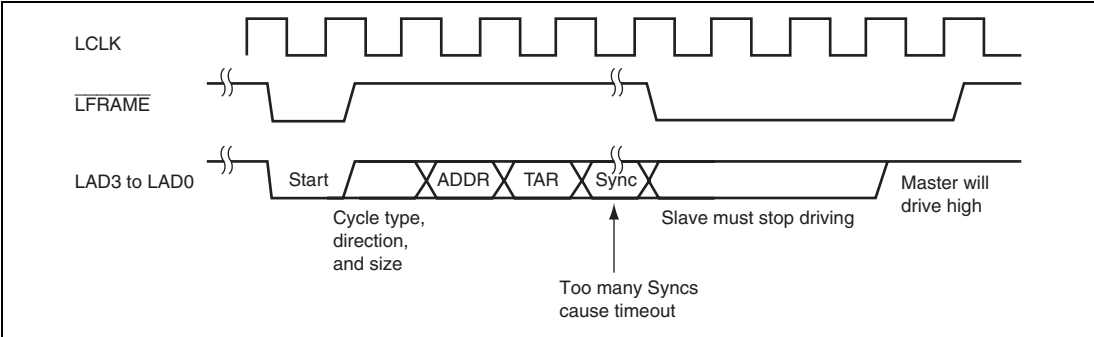 LCLK
LFRAME
LAD3 to LAD0
Start
ADDR
TAR
Sync
Cycle type,
direction,
and size
Slave must stop driving
Master will
drive high
Too many Syncs
cause timeout